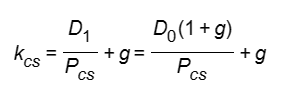 k_cs = D_1 / P_cs + g = D_0(1 + g) / P_cs + g